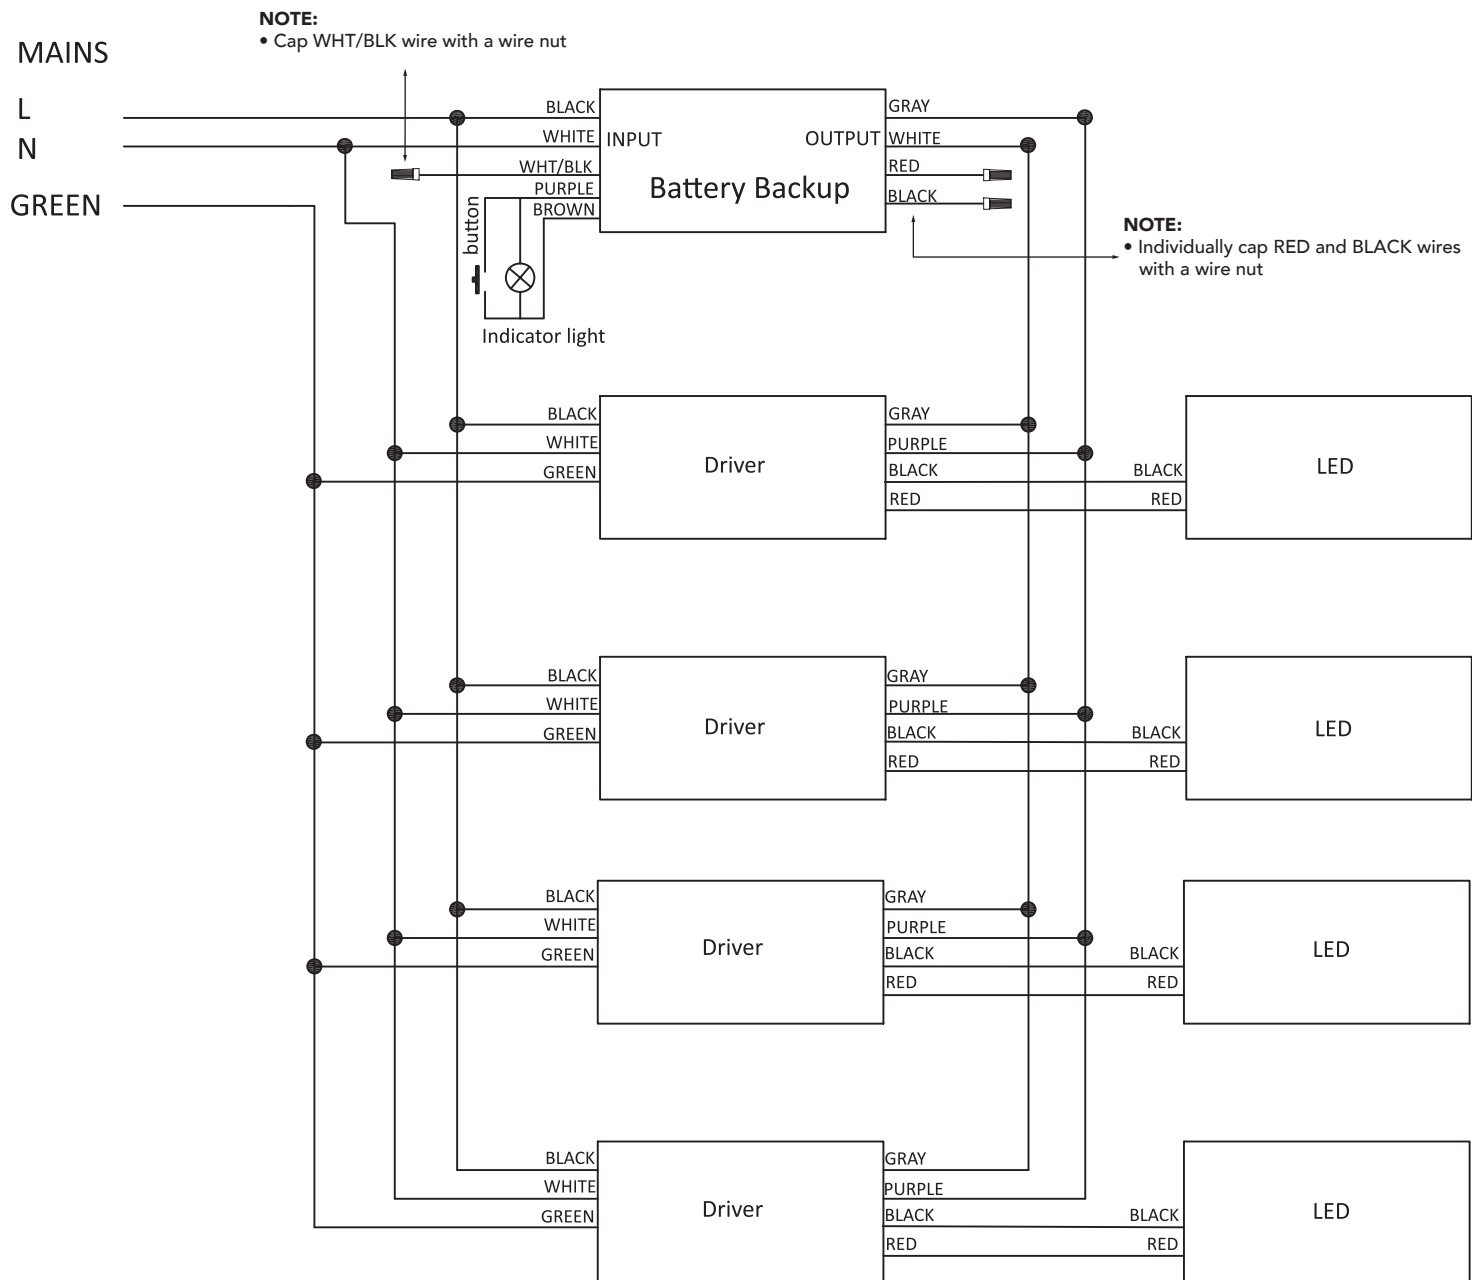 NOTE:
• Cap WHT/BLK wire with a wire nut
MAINS
L
N
GREEN
BLACK
WHITE
WHT/BLK
PURPLE
BROWN
INPUT
OUTPUT
Battery Backup
GRAY
WHITE
RED
BLACK
button
Indicator light
NOTE:
• Individually cap RED and BLACK wires
with a wire nut
BLACK
WHITE
GREEN
Driver
GRAY
PURPLE
BLACK
RED
BLACK
RED
LED
BLACK
WHITE
GREEN
Driver
GRAY
PURPLE
BLACK
RED
BLACK
RED
LED
BLACK
WHITE
GREEN
Driver
GRAY
PURPLE
BLACK
RED
BLACK
RED
LED
BLACK
WHITE
GREEN
Driver
GRAY
PURPLE
BLACK
RED
BLACK
RED
LED